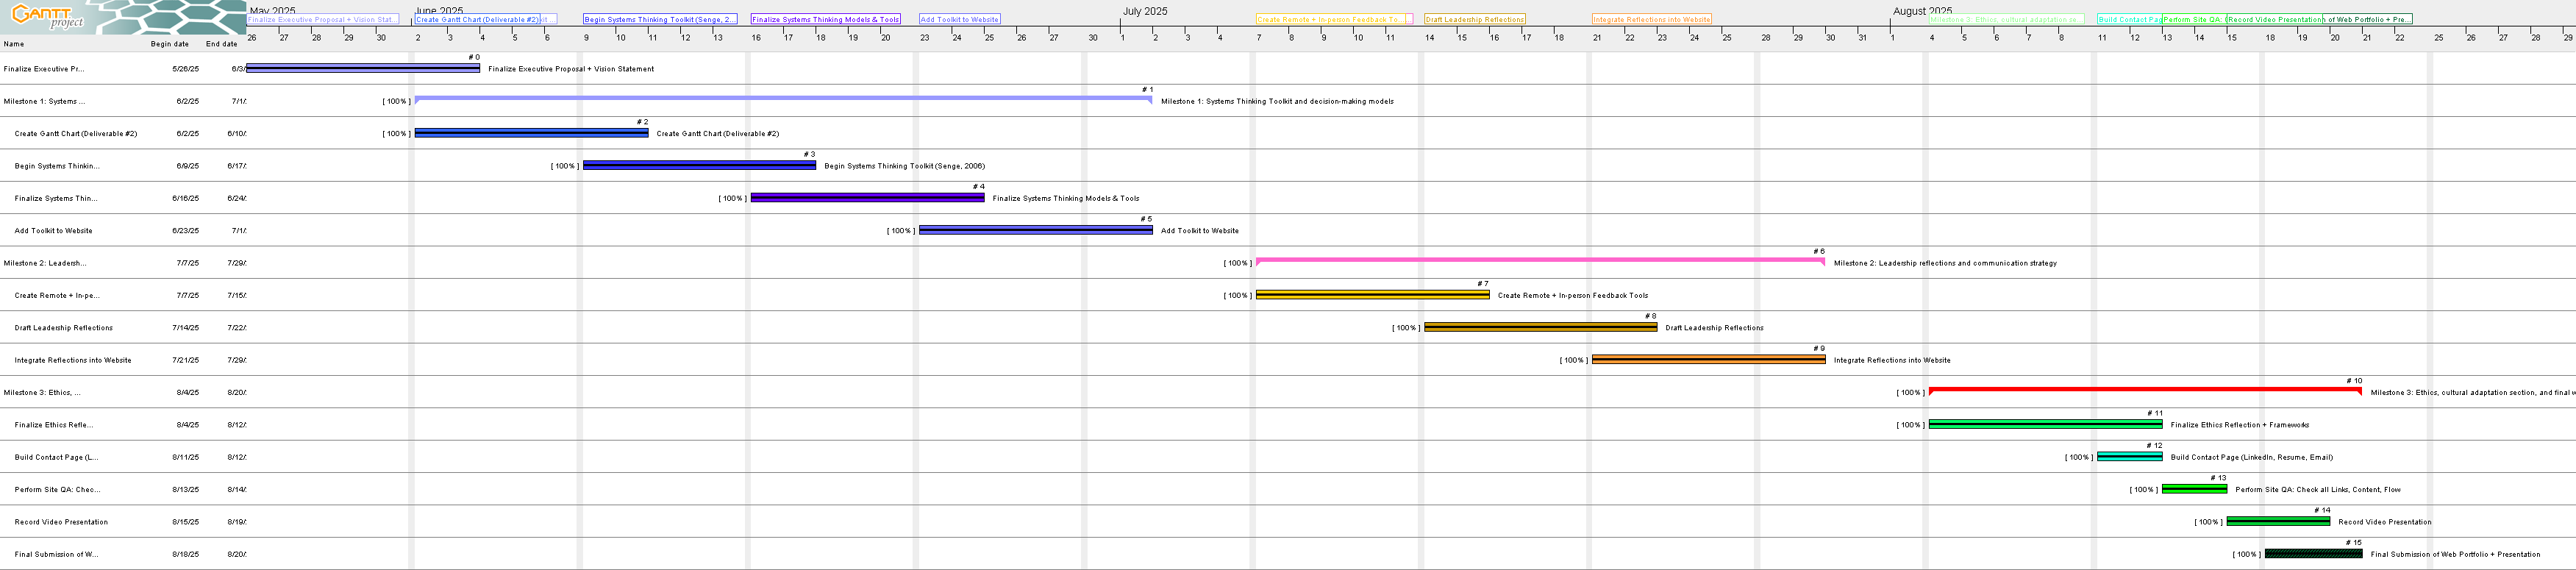 GANTT project
May 2025 June 2025 July 2025 August 2025
Finalize Executive Proposal + Vision Stat... Create Gantt Chart (Deliverable #2) Begin Systems Thinking Toolkit (Senge, 2... Finalize Systems Thinking Models & Tools Add Toolkit to Website Create Remote + In-person Feedback To... Draft Leadership Reflections Integrate Reflections into Website Milestone 3: Ethics, cultural adaptation se... Build Contact Pag Perform Site QA: Record Video Presentation n of Web Portfolio + Pre...
Name Begin date End date 26 27 28 29 30 2 3 4 5 6 9 10 11 12 13 16 17 18 19 20 23 24 25 26 27 30 1 2 3 4 7 8 9 10 11 14 15 16 17 18 21 22 23 24 25 28 29 30 31 1 4 5 6 7 8 11 12 13 14 15 18 19 20 21 22 25 26 27 28 29
# 0
Finalize Executive Pr... 5/26/25 6/3/ Finalize Executive Proposal + Vision Statement
# 1
Milestone 1: Systems ... 6/2/25 7/1/ [ 100% ] Milestone 1: Systems Thinking Toolkit and decision-making models
# 2
Create Gantt Chart (Deliverable #2) 6/2/25 6/10/ [ 100% ] Create Gantt Chart (Deliverable #2)
# 3
Begin Systems Thinkin... 6/9/25 6/17/ [ 100% ] Begin Systems Thinking Toolkit (Senge, 2006)
# 4
Finalize Systems Thin... 6/16/25 6/24/ [ 100% ] Finalize Systems Thinking Models & Tools
# 5
Add Toolkit to Website 6/23/25 7/1/ [ 100% ] Add Toolkit to Website
# 6
Milestone 2: Leadersh... 7/7/25 7/29/ [ 100% ] Milestone 2: Leadership reflections and communication strategy
# 7
Create Remote + In-pe... 7/7/25 7/15/ [ 100% ] Create Remote + In-person Feedback Tools
# 8
Draft Leadership Reflections 7/14/25 7/22/ [ 100% ] Draft Leadership Reflections
# 9
Integrate Reflections into Website 7/21/25 7/29/ [ 100% ] Integrate Reflections into Website
# 10
Milestone 3: Ethics, ... 8/4/25 8/20/ [ 100% ] Milestone 3: Ethics, cultural adaptation section, and final w
# 11
Finalize Ethics Refle... 8/4/25 8/12/ [ 100% ] Finalize Ethics Reflection + Frameworks
# 12
Build Contact Page (L... 8/11/25 8/12/ [ 100% ] Build Contact Page (LinkedIn, Resume, Email)
# 13
Perform Site QA: Chec... 8/13/25 8/14/ [ 100% ] Perform Site QA: Check all Links, Content, Flow
# 14
Record Video Presentation 8/15/25 8/19/ [ 100% ] Record Video Presentation
# 15
Final Submission of W... 8/18/25 8/20/ [ 100% ] Final Submission of Web Portfolio + Presentation